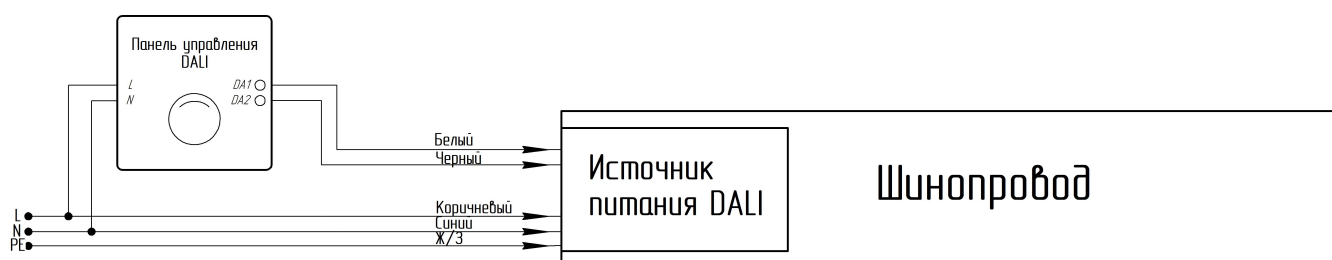 Панель управления
DALI
L
DA1
N
DA2
Белый
Черный
Источник
питания DALI
Шинопровод
L
Коричневый
N
Синий
PE
Ж/З